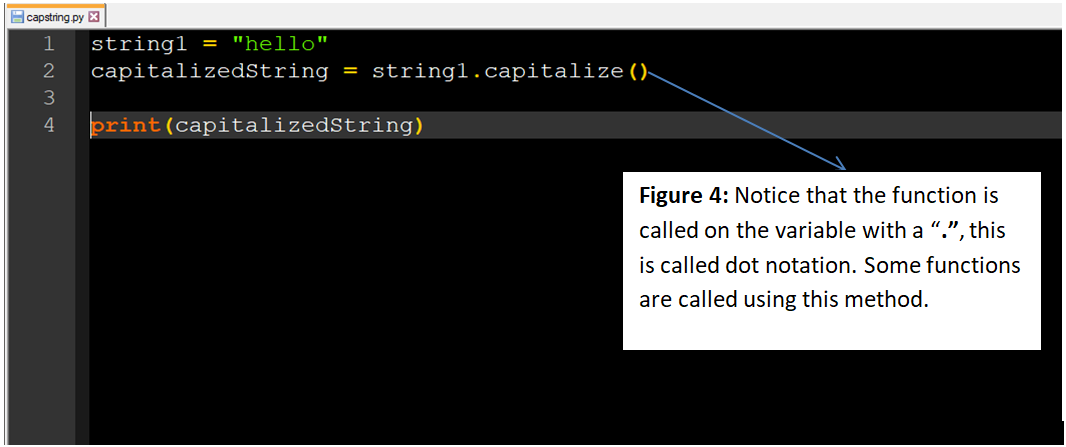 capstring.py
1 string1 = "hello"
2 capitalizedString = string1.capitalize()
3
4 print(capitalizedString)
Figure 4: Notice that the function is
called on the variable with a “.”, this
is called dot notation. Some functions
are called using this method.